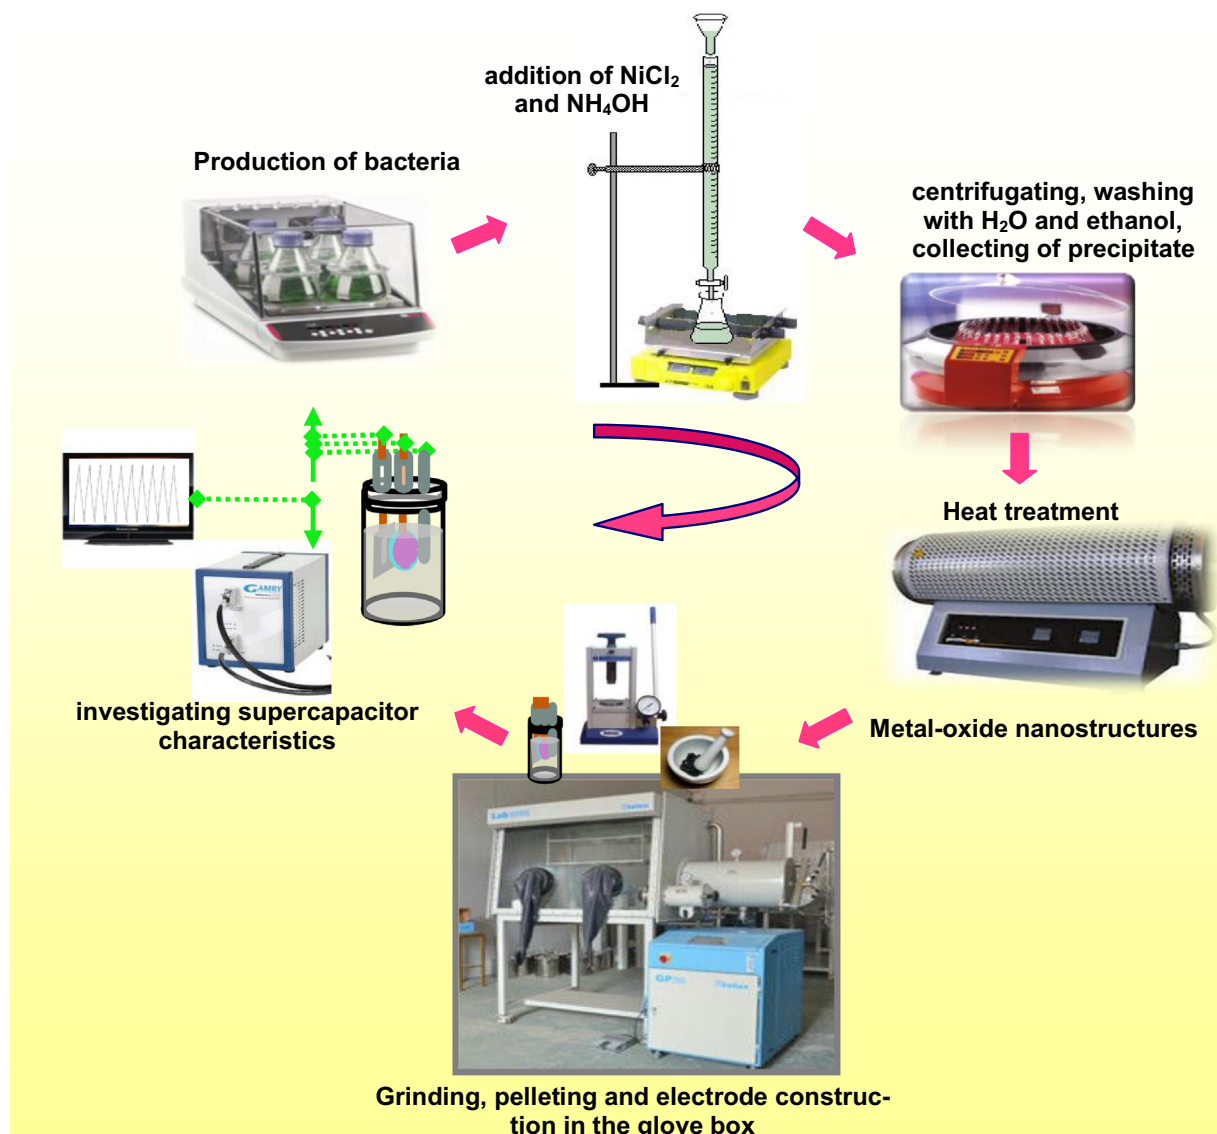 addition of NiCl₂
and NH₄OH
Production of bacteria
centrifugating, washing
with H₂O and ethanol,
collecting of precipitate
Heat treatment
GAMRY
investigating supercapacitor
characteristics
Metal-oxide nanostructures
Grinding, pelleting and electrode construc-
tion in the glove box